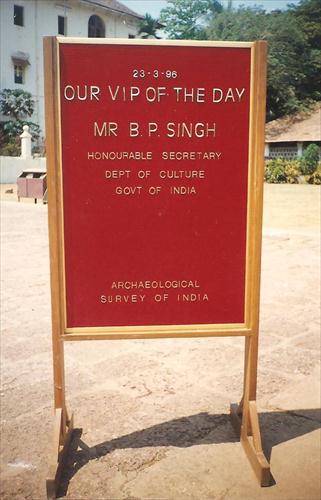 23-3-96
OUR VIP OF THE DAY
MR B.P. SINGH
HONOURABLE SECRETARY
DEPT OF CULTURE
GOVT OF INDIA
ARCHAEOLOGICAL
SURVEY OF INDIA